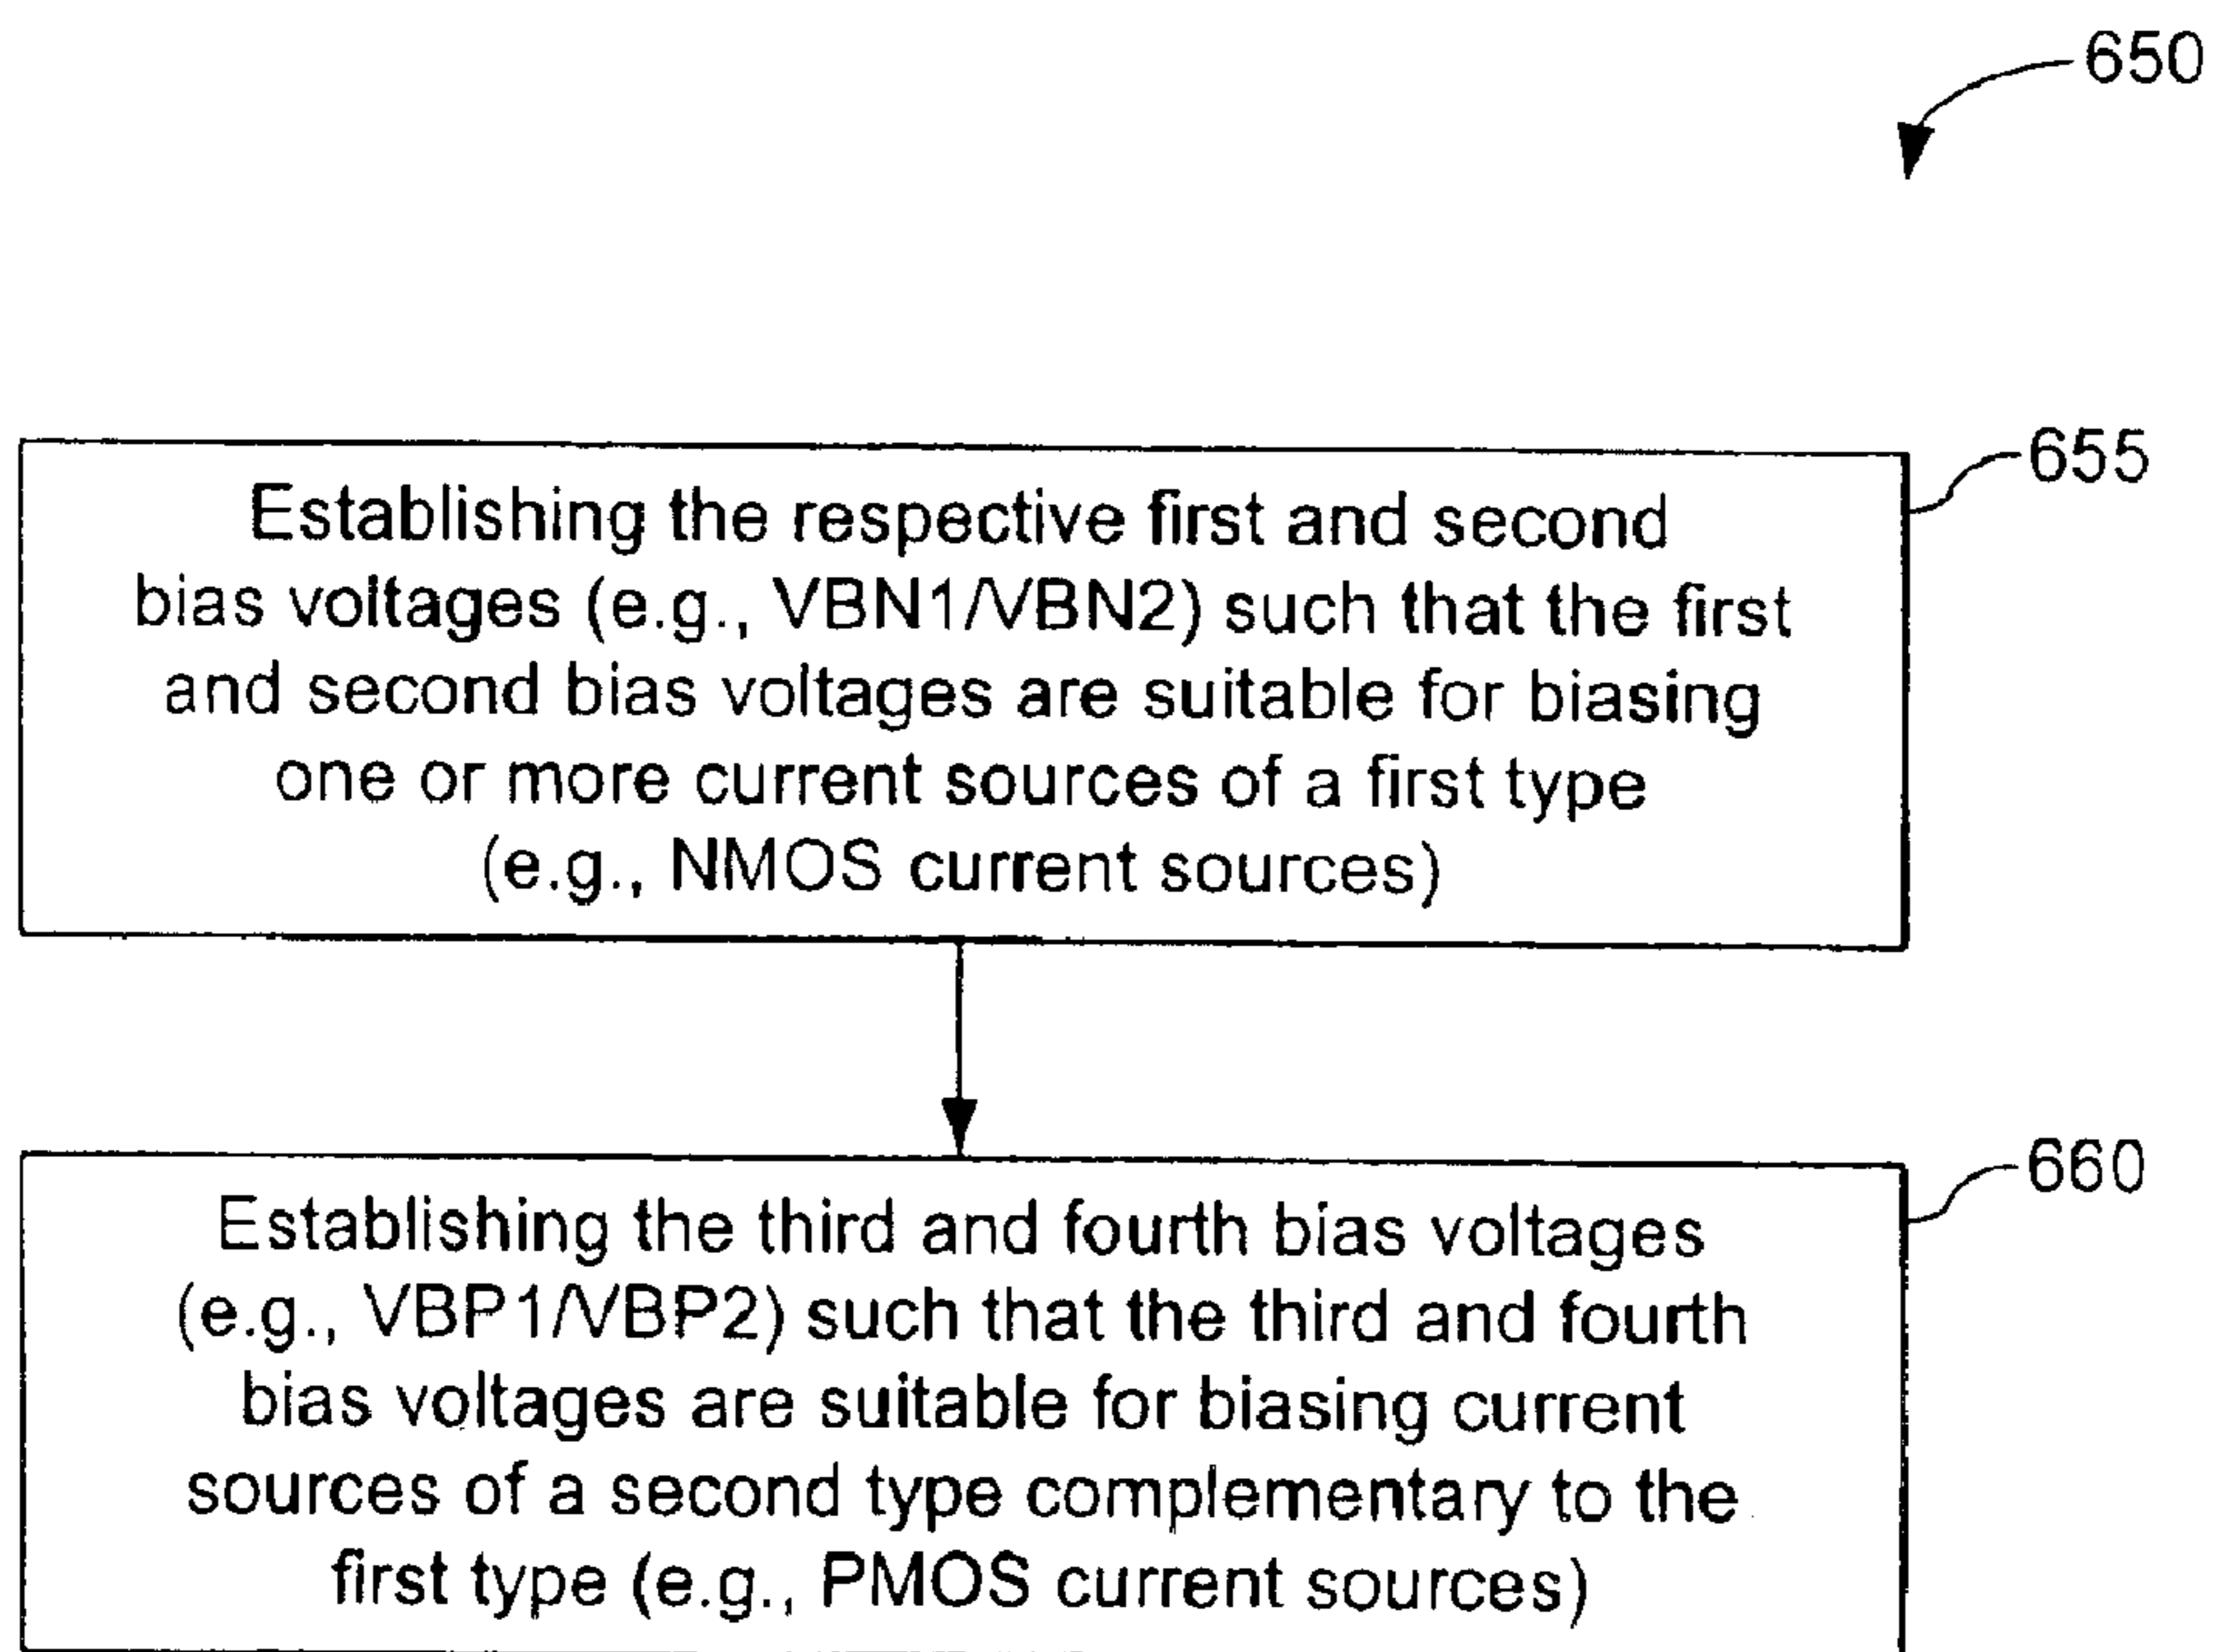 650
655
Establishing the respective first and second
bias voltages (e.g., VBN1/VBN2) such that the first
and second bias voltages are suitable for biasing
one or more current sources of a first type
(e.g., NMOS current sources)
660
Establishing the third and fourth bias voltages
(e.g., VBP1/VBP2) such that the third and fourth
bias voltages are suitable for biasing current
sources of a second type complementary to the
first type (e.g., PMOS current sources)